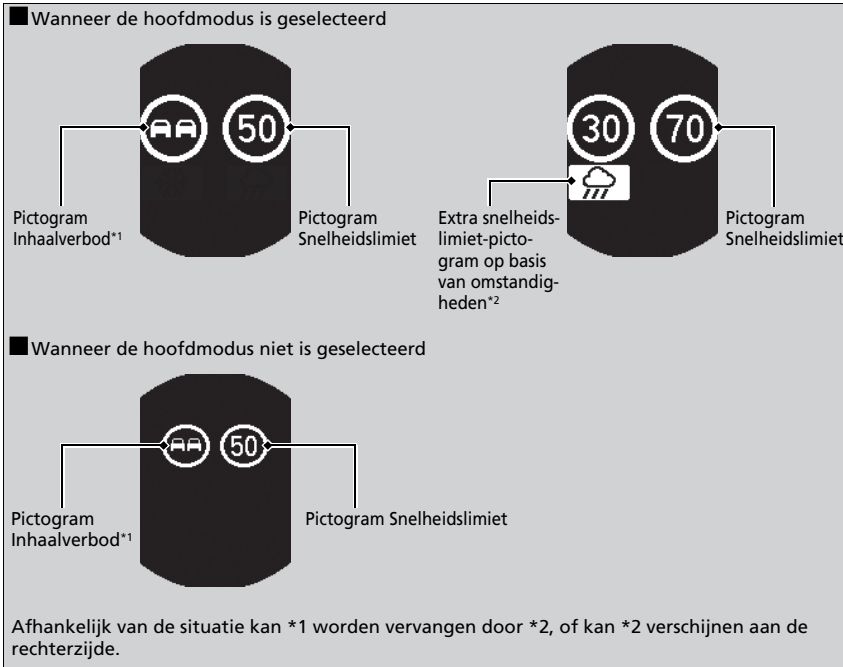 Wanneer de hoofdmodus is geselecteerd
50
30
70
Pictogram
Inhaalverbod*1
Pictogram
Snelheidslimiet
Extra snelheids-
limiet-picto-
gram op basis
van omstandig-
heden*2
Pictogram
Snelheidslimiet
Wanneer de hoofdmodus niet is geselecteerd
50
Pictogram
Inhaalverbod*1
Pictogram Snelheidslimiet
Afhankelijk van de situatie kan *1 worden vervangen door *2, of kan *2 verschijnen aan de
rechterzijde.